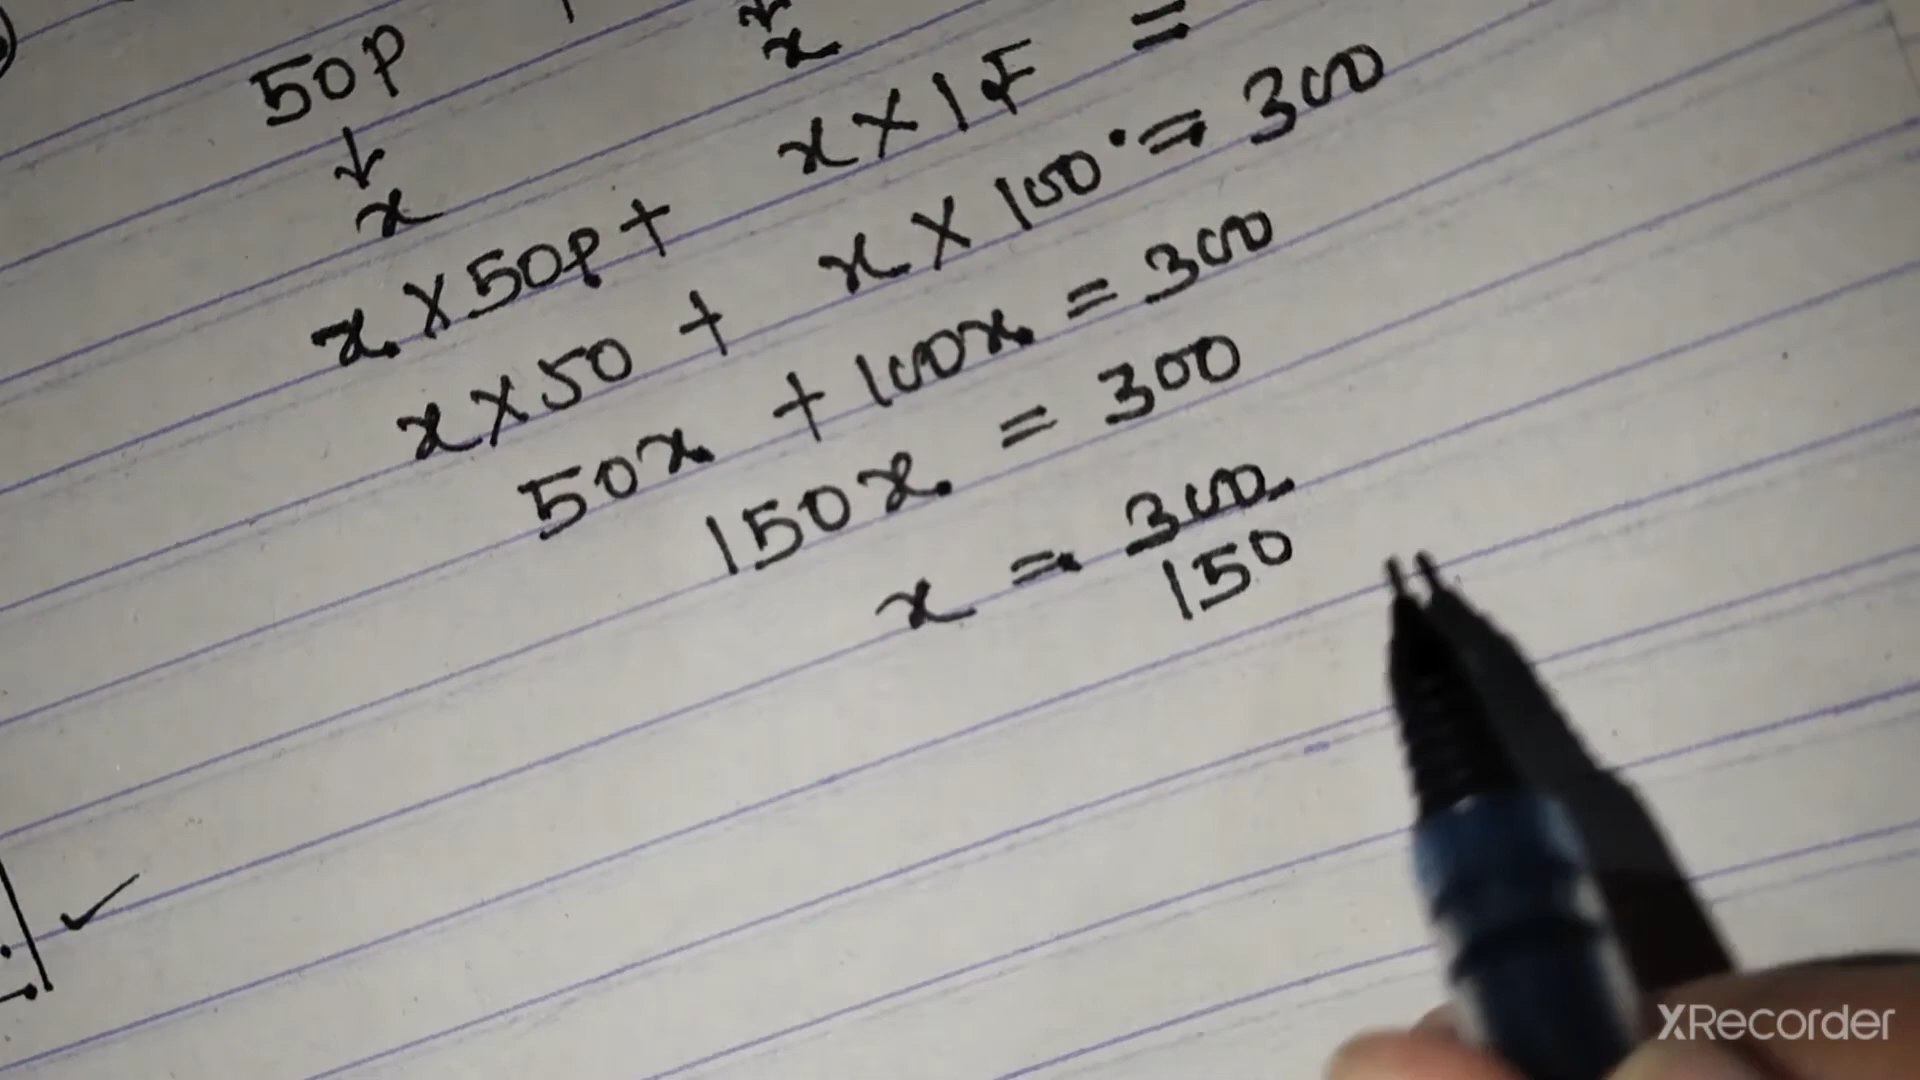 50P
↓ ↓
x x
x × 50P + x × 1₹ =
x × 50 + x × 100 = 300
50x + 100x = 300
150x = 300
x = 300
150
✓
XRecorder